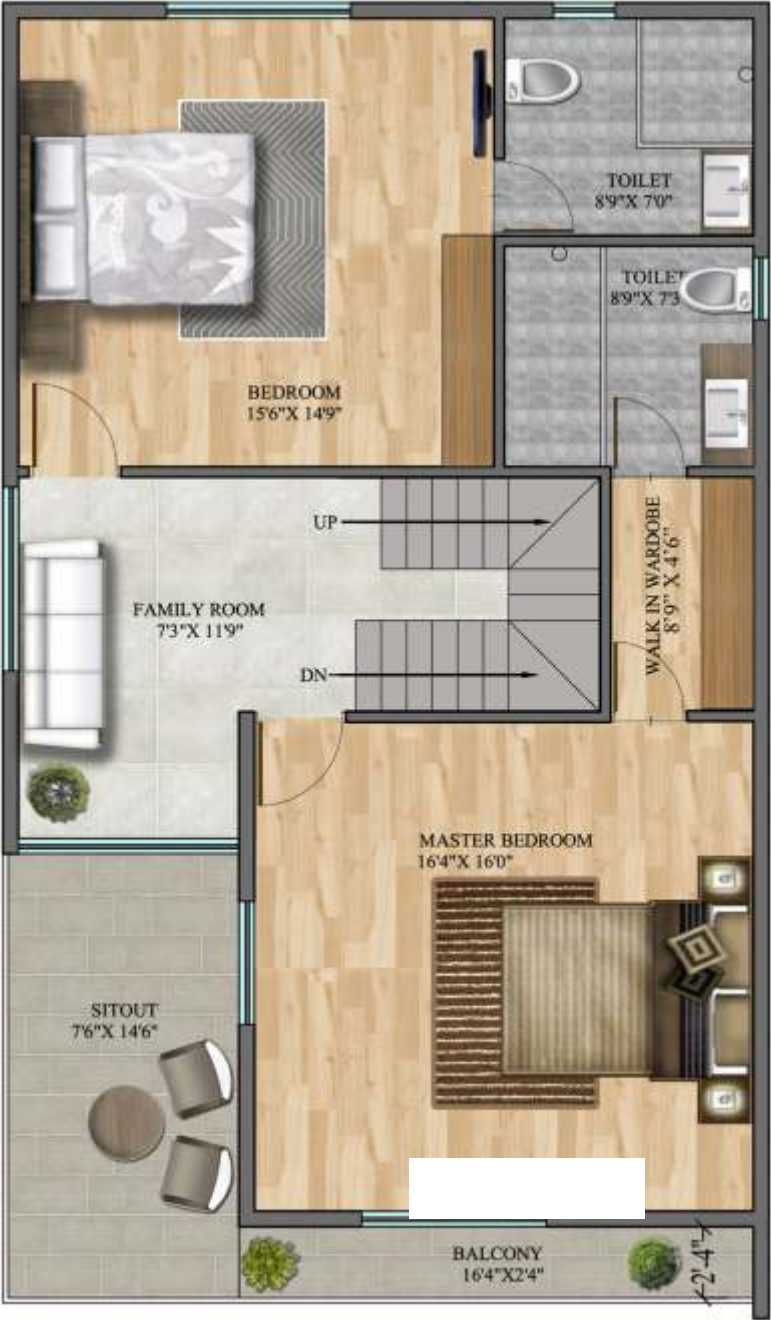 TOILET
8'9"X 7'0"
TOILET
8'9"X 7'3
BEDROOM
15'6"X 14'9"
UP
WALK IN WARDOBE
8'9" X 4'6"
FAMILY ROOM
7'3"X 11'9"
DN
MASTER BEDROOM
16'4"X 16'0"
SITOUT
7'6"X 14'6"
BALCONY
16'4"X2'4"
2'-4"